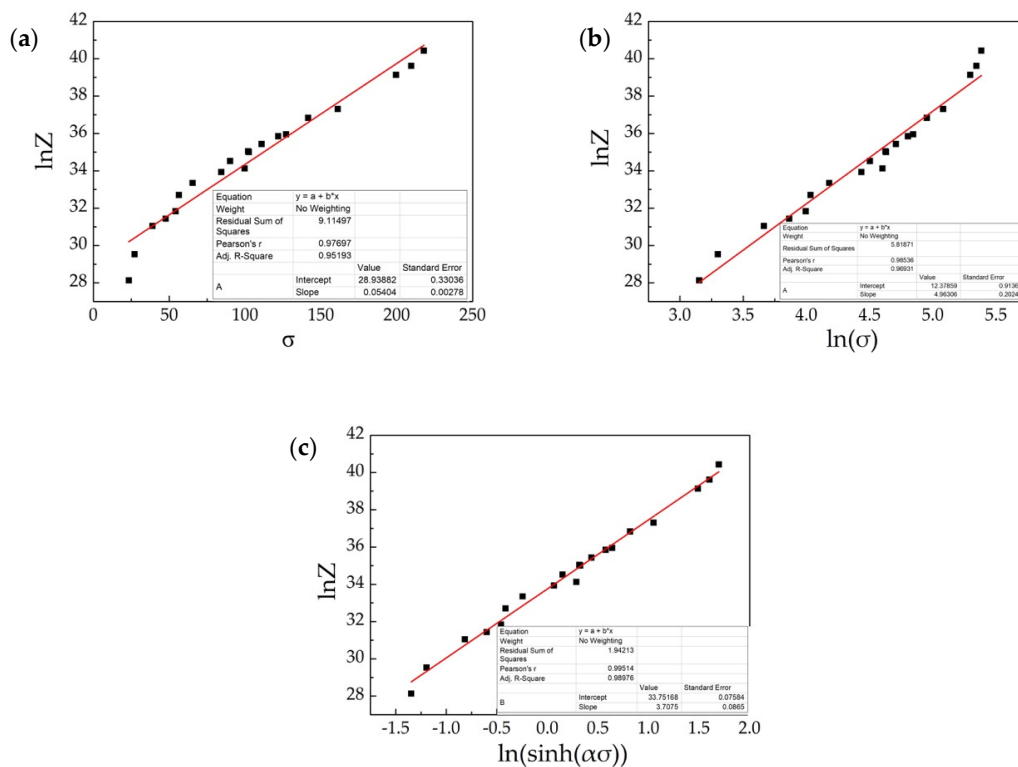 (a)
42
40
38
36
34
32
30
28
lnZ
Equation y = a + b*x
Weight No Weighting
Residual Sum of Squares 9.11497
Pearson's r 0.97697
Adj. R-Square 0.95193
Value Standard Error
A Intercept 28.93882 0.33036
Slope 0.05404 0.00278
0 50 100 150 200 250
σ
(b)
42
40
38
36
34
32
30
28
lnZ
Equation y = a + b*x
Weight No Weighting
Residual Sum of Squares 5.81871
Pearson's r 0.98536
Adj. R-Square 0.96931
Value Standard Error
A Intercept 12.37859 0.9136
Slope 4.96306 0.2024
3.0 3.5 4.0 4.5 5.0 5.5
ln(σ)
(c)
42
40
38
36
34
32
30
28
lnZ
Equation y = a + b*x
Weight No Weighting
Residual Sum of
Squares 1.94213
Pearson's r 0.99514
Adj. R-Square 0.98976
Value Standard Error
B Intercept 33.75168 0.07584
Slope 3.7075 0.0865
-1.5 -1.0 -0.5 0.0 0.5 1.0 1.5 2.0
ln(sinh(ασ))